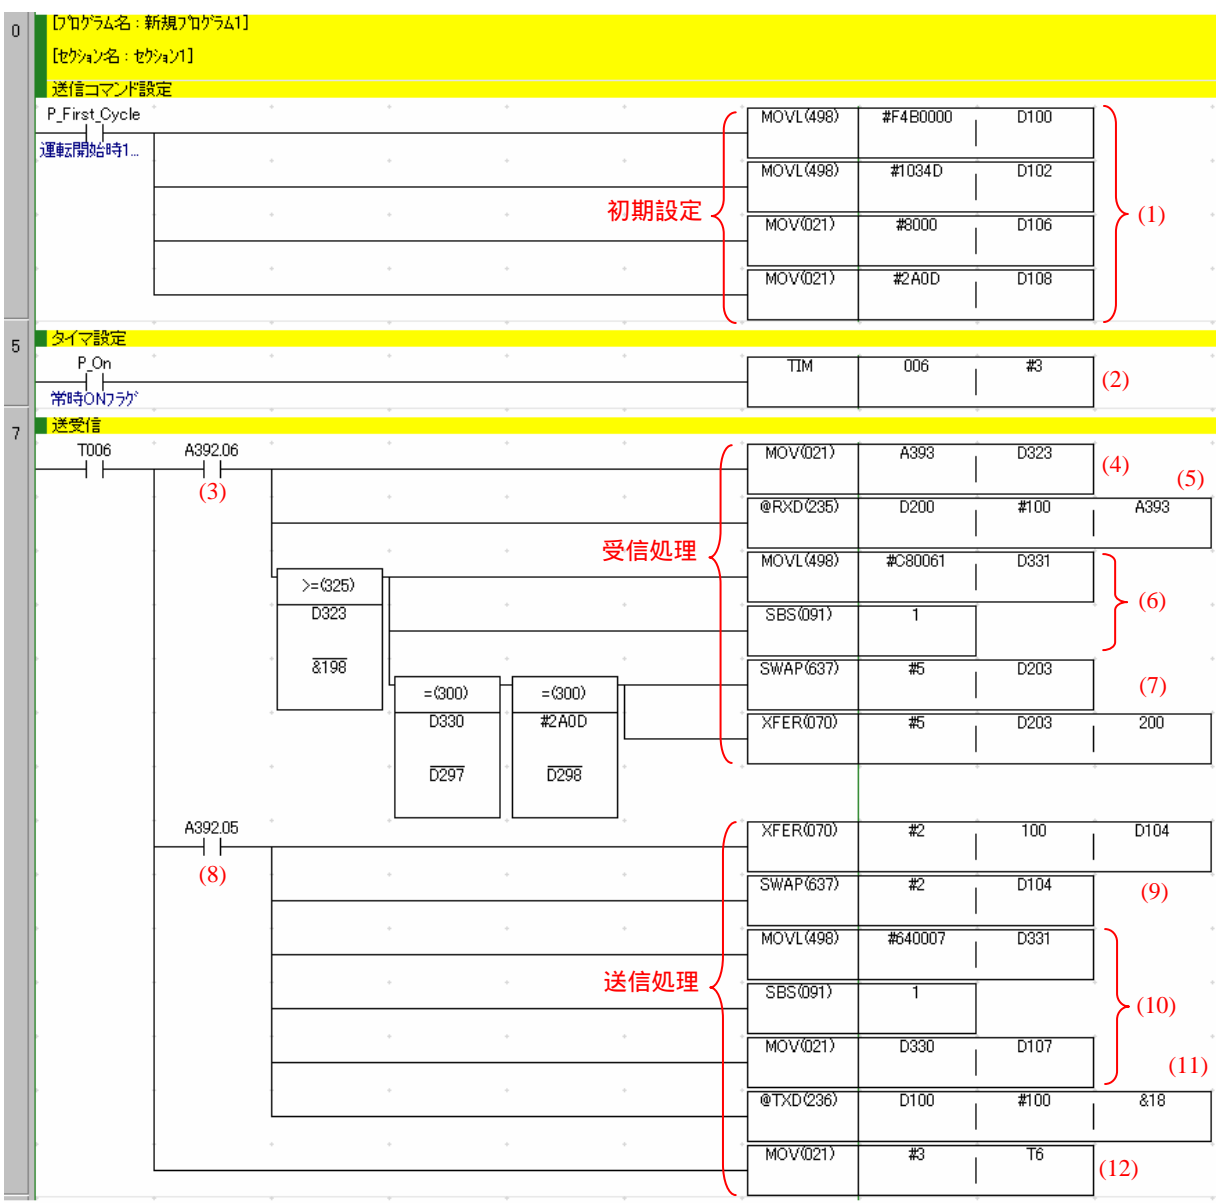 0
[プログラム名：新規プログラム1]
[セクション名：セクション1]
送信コマンド設定
P_First_Cycle
運転開始時1...
MOVL(498) #F4B0000 D100
MOVL(498) #1034D D102
初期設定
(1)
MOV(021) #8000 D106
MOV(021) #2A0D D108
5
タイマ設定
P_On
常時ONフラグ
TIM 006 #3
(2)
7
送受信
T006 A392.06
(3)
MOV(021) A393 D323
(4)
(5)
@RXD(235) D200 #100 A393
受信処理
MOVL(498) #C80061 D331
>=(325)
D323
&198
(6)
SBS(091) 1
SWAP(637) #5 D203
(7)
=(300) =(300)
D330 #2A0D
D297 D298
XFER(070) #5 D203 200
A392.05
(8)
XFER(070) #2 100 D104
SWAP(637) #2 D104
(9)
MOVL(498) #640007 D331
送信処理
SBS(091) 1
(10)
MOV(021) D330 D107
(11)
@TXD(236) D100 #100 &18
MOV(021) #3 T6
(12)